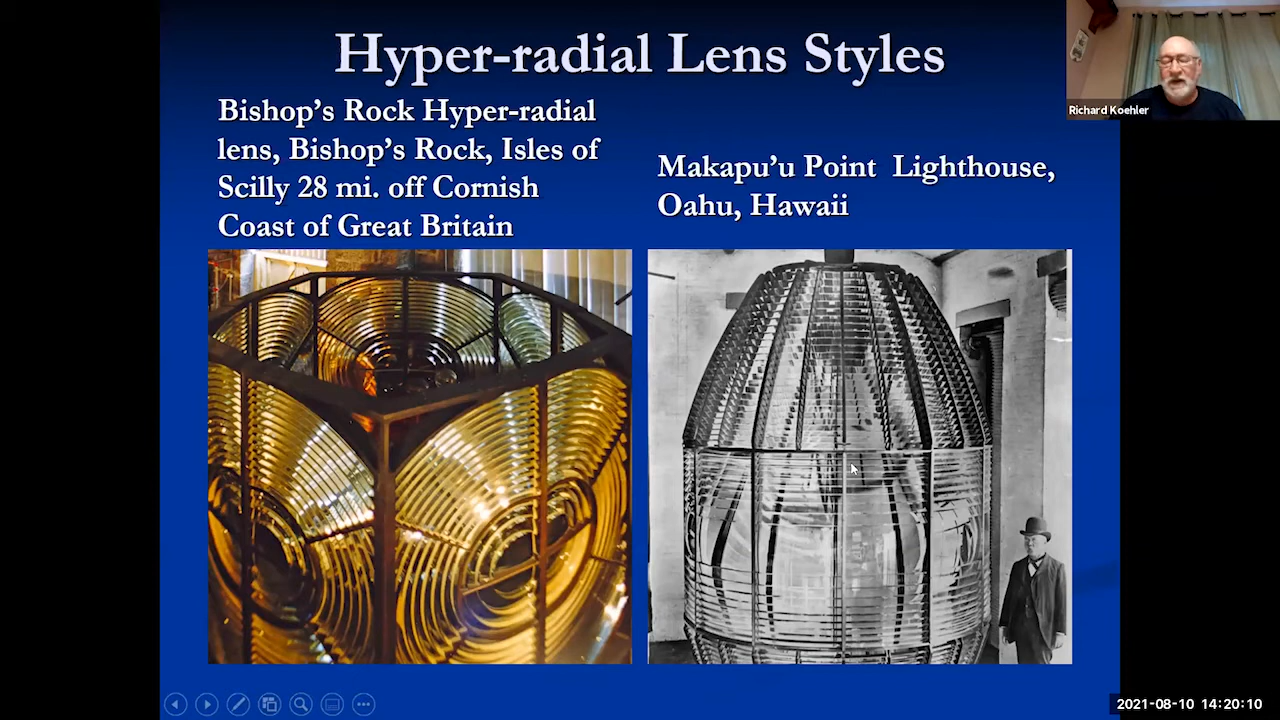 Hyper-radial Lens Styles
Bishop's Rock Hyper-radial
lens, Bishop's Rock, Isles of
Scilly 28 mi. off Cornish
Coast of Great Britain
Makapu'u Point  Lighthouse,
Oahu, Hawaii
Richard Koehler
2021-08-10 14:20:10